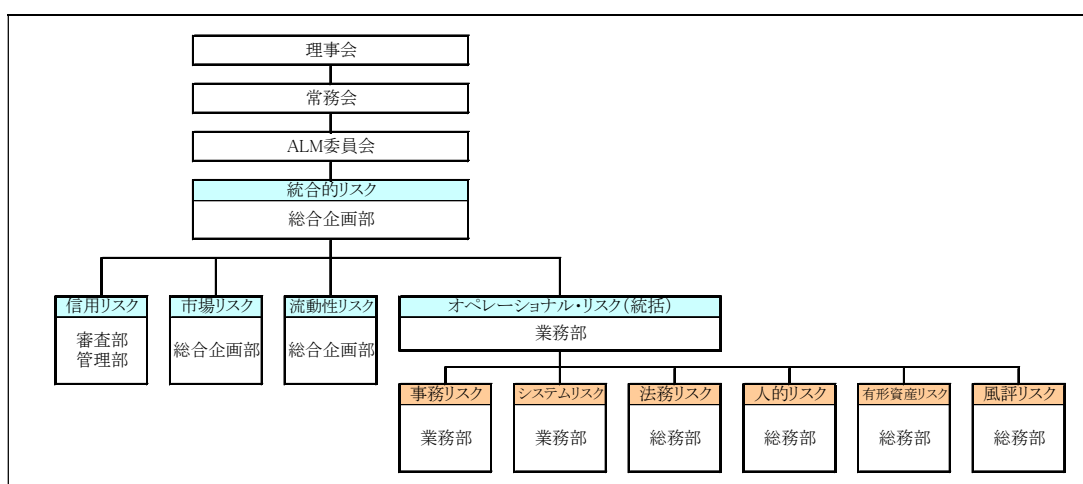 理事会
常務会
ALM委員会
統合的リスク
総合企画部
信用リスク
審査部
管理部
市場リスク
総合企画部
流動性リスク
総合企画部
オペレーショナル・リスク(統括)
業務部
事務リスク
業務部
システムリスク
業務部
法務リスク
総務部
人的リスク
総務部
有形資産リスク
総務部
風評リスク
総務部